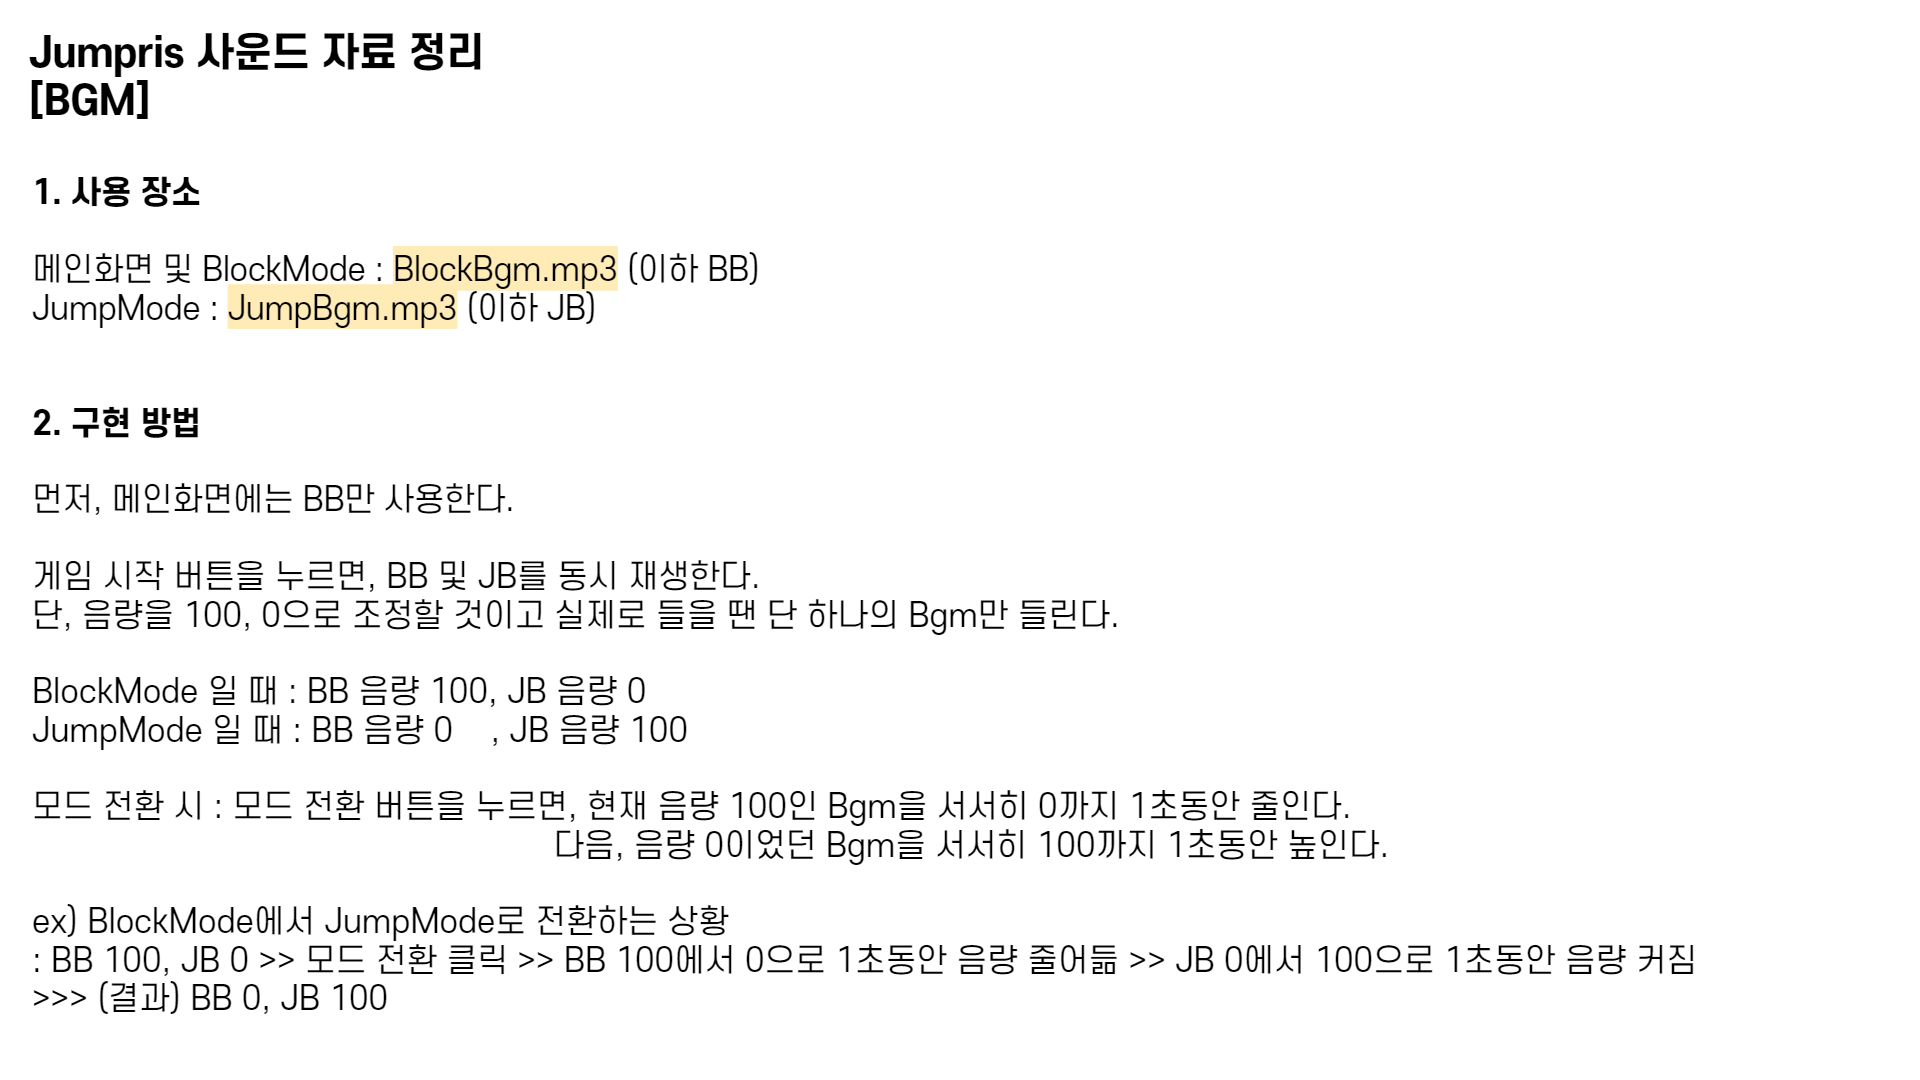 Jumpris 사운드 자료 정리
[BGM]
1. 사용 장소
메인화면 및 BlockMode : BlockBgm.mp3 (이하 BB)
JumpMode : JumpBgm.mp3 (이하 JB)
2. 구현 방법
먼저, 메인화면에는 BB만 사용한다.
게임 시작 버튼을 누르면, BB 및 JB를 동시 재생한다.
단, 음량을 100, 0으로 조정할 것이고 실제로 들을 땐 단 하나의 Bgm만 들린다.
BlockMode 일 때 : BB 음량 100, JB 음량 0
JumpMode 일 때 : BB 음량 0    , JB 음량 100
모드 전환 시 : 모드 전환 버튼을 누르면, 현재 음량 100인 Bgm을 서서히 0까지 1초동안 줄인다.
다음, 음량 0이었던 Bgm을 서서히 100까지 1초동안 높인다.
ex) BlockMode에서 JumpMode로 전환하는 상황
: BB 100, JB 0 >> 모드 전환 클릭 >> BB 100에서 0으로 1초동안 음량 줄어듦 >> JB 0에서 100으로 1초동안 음량 커짐
>>> (결과) BB 0, JB 100